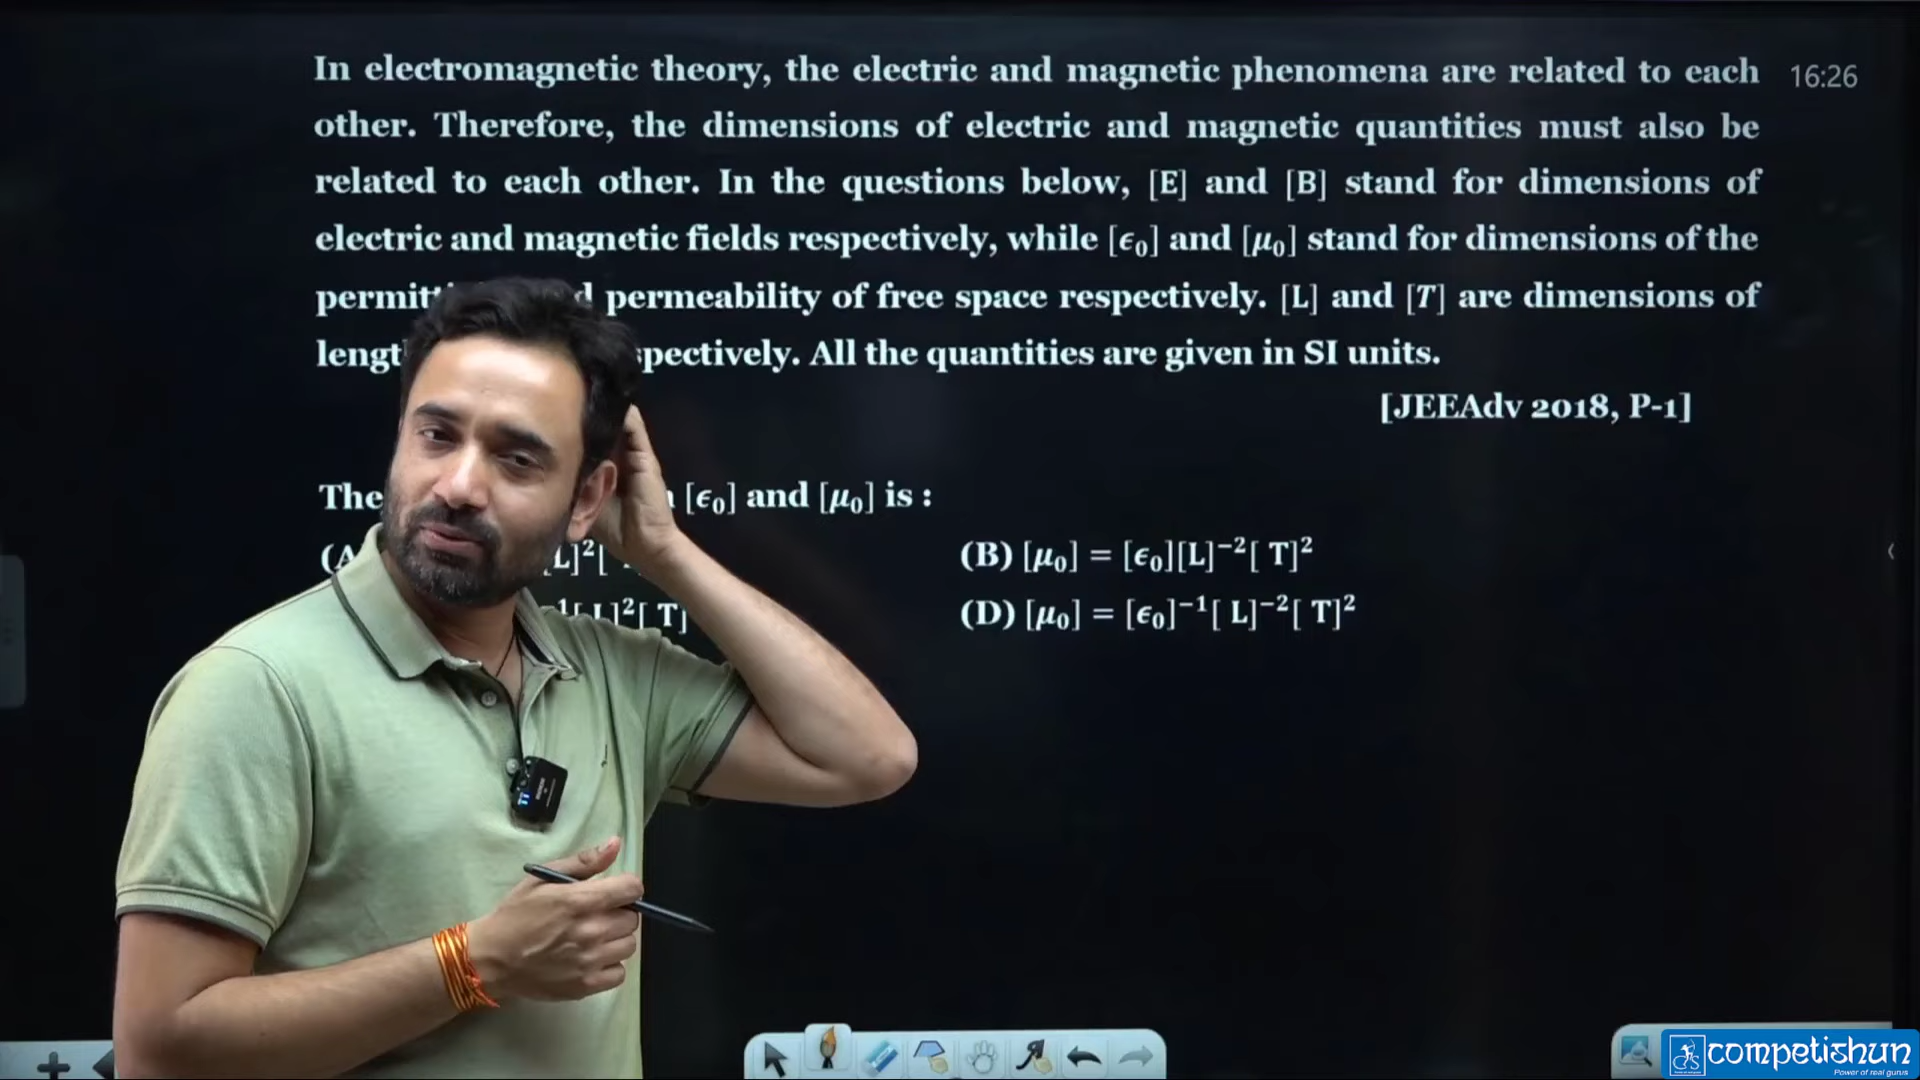 In electromagnetic theory, the electric and magnetic phenomena are related to each
16:26
other. Therefore, the dimensions of electric and magnetic quantities must also be
related to each other. In the questions below, [E] and [B] stand for dimensions of
electric and magnetic fields respectively, while [ϵ₀] and [μ₀] stand for dimensions of the
permeability of free space respectively. [L] and [T] are dimensions of
All the quantities are given in SI units.
[JEEAdv 2018, P-1]
The [ϵ₀] and [μ₀] is :
(B) [μ₀] = [ϵ₀][L]⁻²[ T]²
(D) [μ₀] = [ϵ₀]⁻¹[ L]⁻²[ T]²
competishun
Power of real gurus